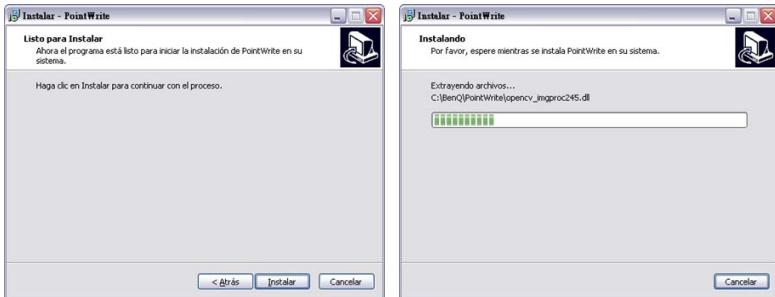 Instalar - PointWrite
Listo para Instalar
Ahora el programa está listo para iniciar la instalación de PointWrite en su
sistema.
Haga clic en Instalar para continuar con el proceso.
< Atrás
Instalar
Cancelar
Instalar - PointWrite
Instalando
Por favor, espere mientras se instala PointWrite en su sistema.
Extrayendo archivos...
C:\BenQ\PointWrite\opencv_imgproc245.dll
Cancelar